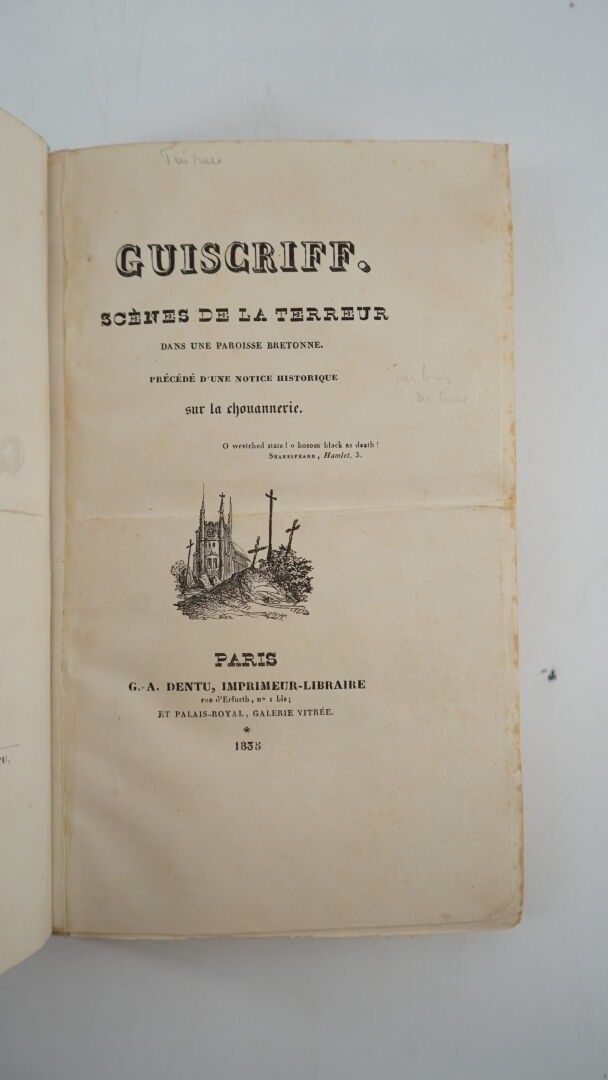 GUISCRIFF.
SCÈNES DE LA TERREUR
DANS UNE PAROISSE BRETONNE.
PRÉCÉDÉ D'UNE NOTICE HISTORIQUE
sur la chouannerie.
O wretched state! o bosom black as death!
SHAKESPEARE, Hamlet. 3.
PARIS
G.-A. DENTU, IMPRIMEUR-LIBRAIRE
rue d'Erfurth, nº 1 bis;
ET PALAIS-ROYAL, GALERIE VITRÉE.
*
1835